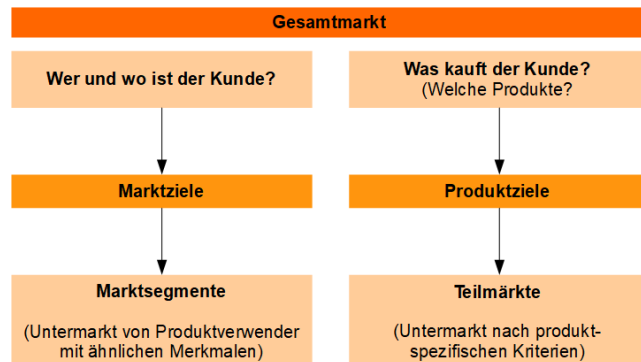 Gesamtmarkt
Wer und wo ist der Kunde?
Was kauft der Kunde?
(Welche Produkte?
Marktziele
Produktziele
Marktsegmente
(Untermarkt von Produktverwender
mit ähnlichen Merkmalen)
Teilmärkte
(Untermarkt nach produkt-
spezifischen Kriterien)